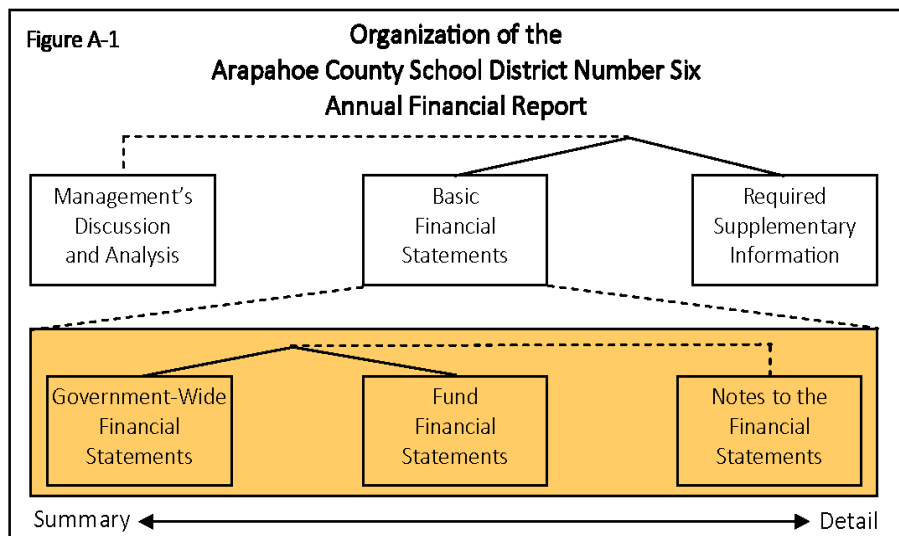 Figure A-1
Organization of the
Arapahoe County School District Number Six
Annual Financial Report
Management's
Discussion
and Analysis
Basic
Financial
Statements
Required
Supplementary
Information
Government-Wide
Financial
Statements
Fund
Financial
Statements
Notes to the
Financial
Statements
Summary
Detail